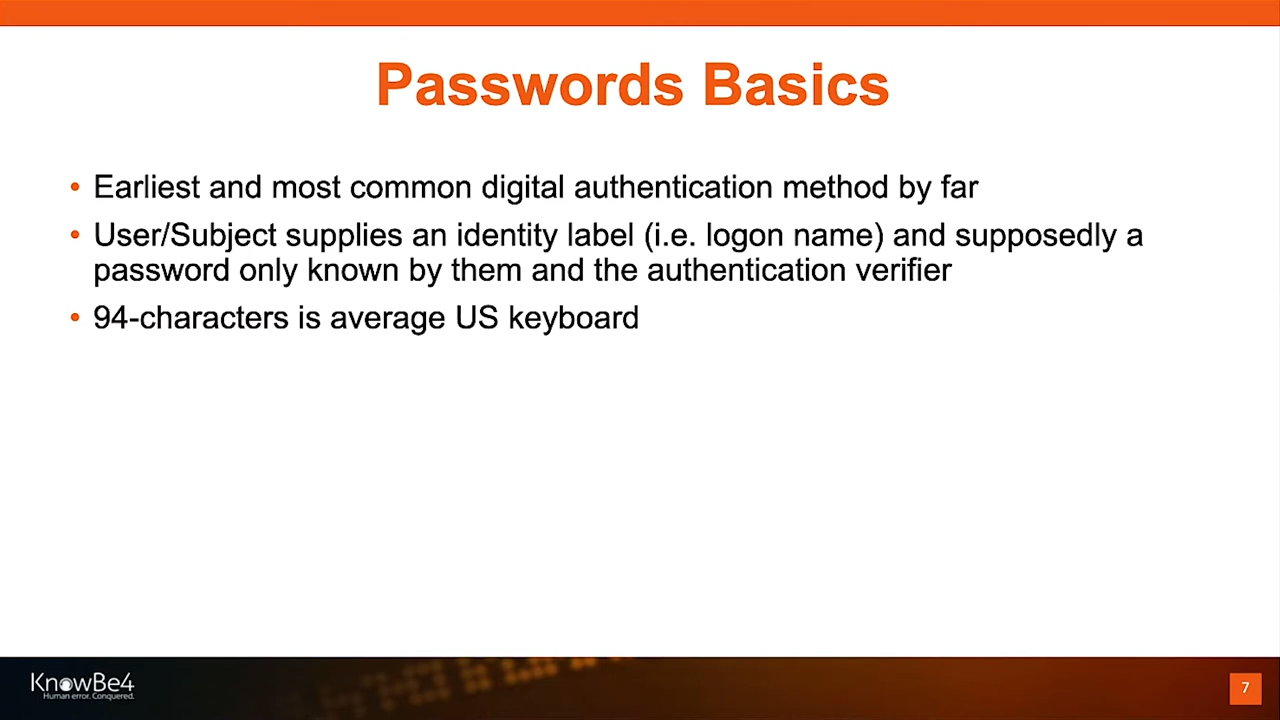 Passwords Basics
• Earliest and most common digital authentication method by far
• User/Subject supplies an identity label (i.e. logon name) and supposedly a
password only known by them and the authentication verifier
• 94-characters is average US keyboard
KnowBe4
Human error. Conquered.
7